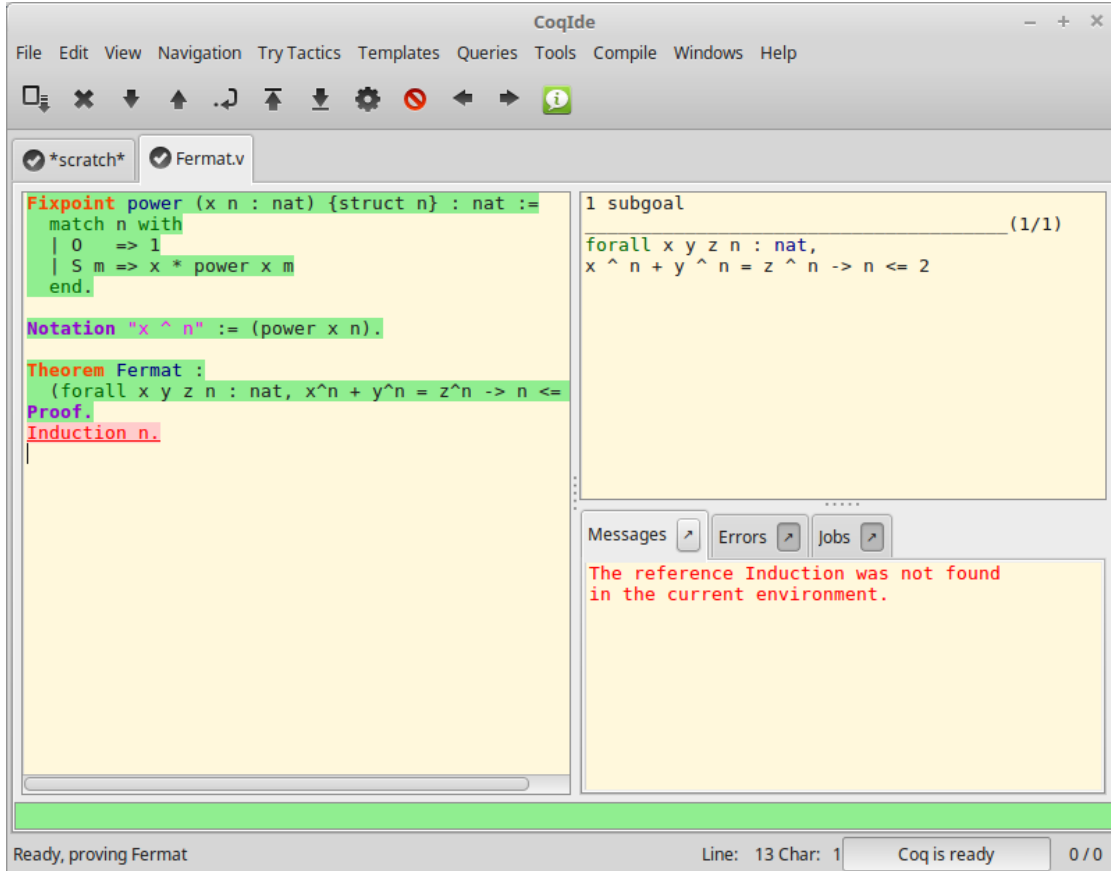 CoqIde
File Edit View Navigation Try Tactics Templates Queries Tools Compile Windows Help
*scratch* Fermat.v
Fixpoint power (x n : nat) {struct n} : nat :=
  match n with
  | O   => 1
  | S m => x * power x m
  end.
Notation "x ^ n" := (power x n).
Theorem Fermat :
  (forall x y z n : nat, x^n + y^n = z^n -> n <=
Proof.
Induction n.
1 subgoal
______________________________________(1/1)
forall x y z n : nat,
x ^ n + y ^ n = z ^ n -> n <= 2
Messages Errors Jobs
The reference Induction was not found
in the current environment.
Ready, proving Fermat Line: 13 Char: 1 Coq is ready 0 / 0